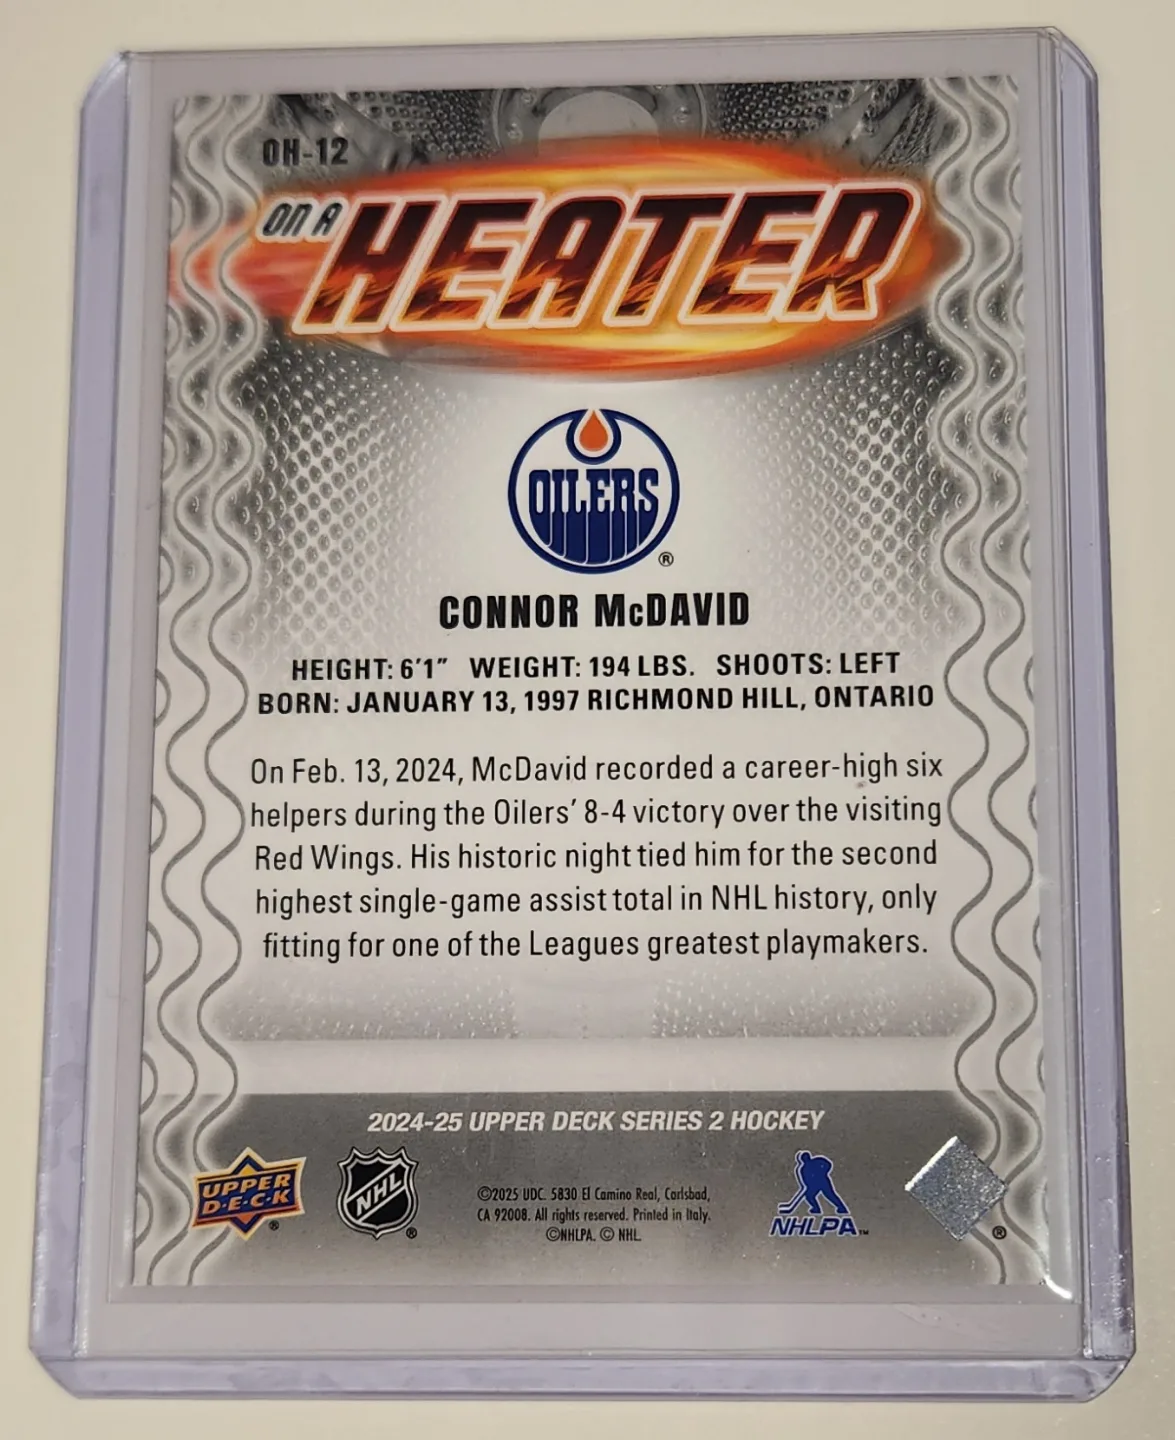 OH-12
ON A HEATER
OILERS
®
CONNOR McDAVID
HEIGHT: 6'1" WEIGHT: 194 LBS. SHOOTS: LEFT
BORN: JANUARY 13, 1997 RICHMOND HILL, ONTARIO
On Feb. 13, 2024, McDavid recorded a career-high six
helpers during the Oilers' 8-4 victory over the visiting
Red Wings. His historic night tied him for the second
highest single-game assist total in NHL history, only
fitting for one of the Leagues greatest playmakers.
2024-25 UPPER DECK SERIES 2 HOCKEY
UPPER
D·E·C·K
®
NHL
®
©2025 UDC. 5830 El Camino Real, Carlsbad,
CA 92008. All rights reserved. Printed in Italy.
©NHLPA. © NHL.
NHLPA™
®